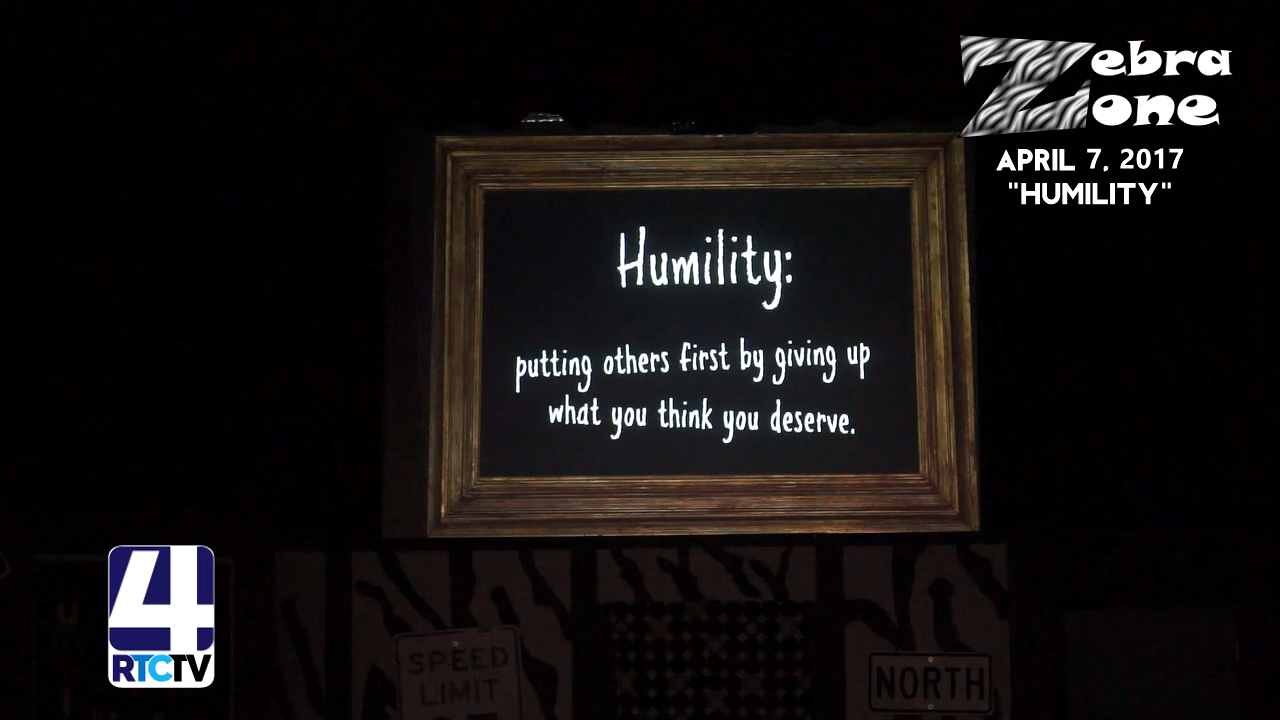 Zebra
Zone
APRIL 7, 2017
"HUMILITY"
Humility:
putting others first by giving up
what you think you deserve.
4
RTCTV
SPEED
LIMIT
NORTH